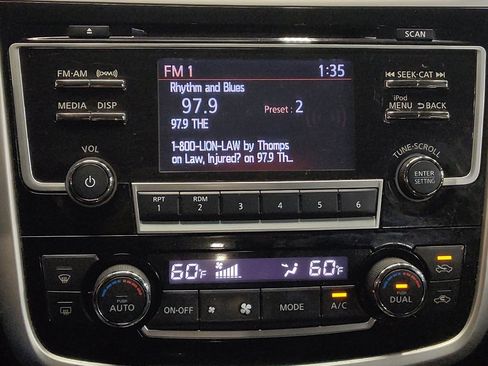 SCAN
FM·AM (XM)
MEDIA DISP
VOL
FM 1 1:35
Rhythm and Blues
97.9 Preset : 2
97.9 THE
1-800-LION-LAW by Thomps
on Law, Injured? on 97.9 Th...
SEEK·CAT
iPod
MENU BACK
TUNE·SCROLL
ENTER
SETTING
RPT
1
RDM
2
3 4 5 6
60°F 60°F
PUSH
AUTO
ON·OFF
MODE
A/C
PUSH
DUAL